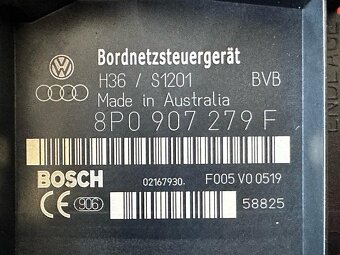 Bordnetzsteuergerät
H36 / S1201 BVB
Made in Australia
8P0 907 279 F
BOSCH 02167930. F005 V0 0519
CE 906 58825